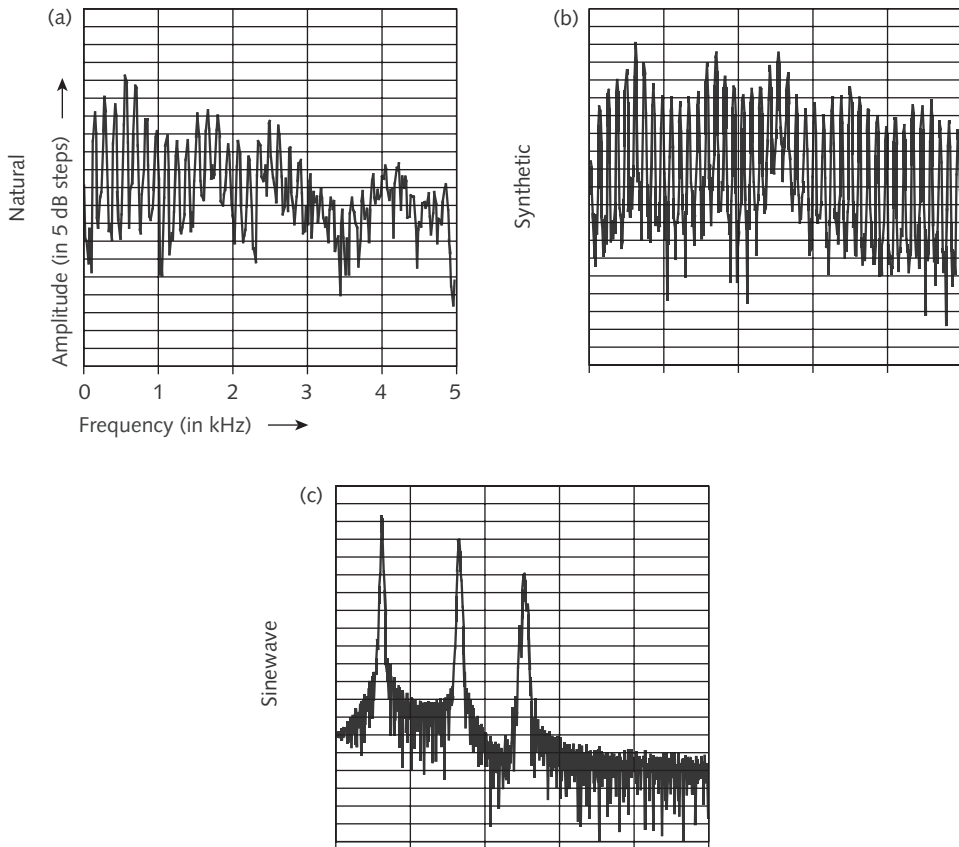 (a)
Natural
Amplitude (in 5 dB steps)
0 1 2 3 4 5
Frequency (in kHz)
(b)
Synthetic
(c)
Sinewave